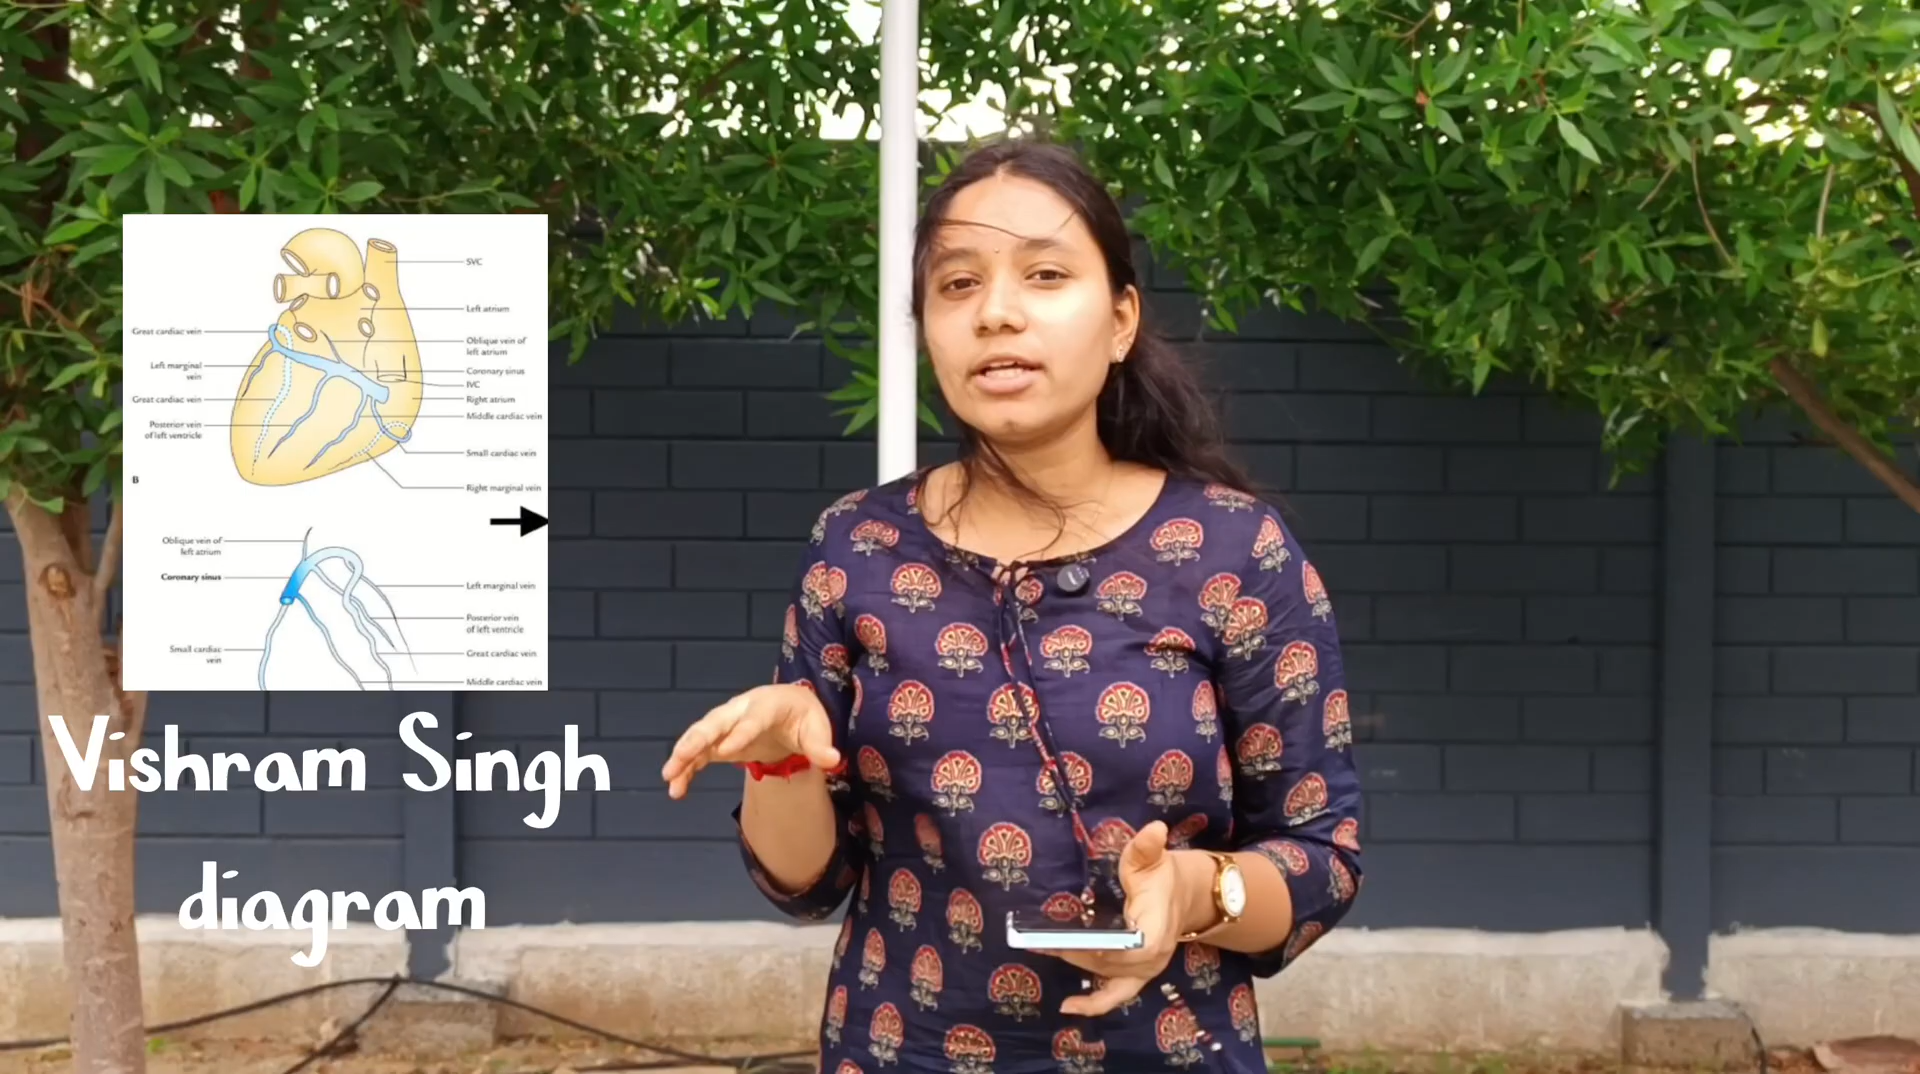 SVC
Left atrium
Great cardiac vein
Oblique vein of
left atrium
Left marginal
vein
Coronary sinus
IVC
Great cardiac vein
Right atrium
Middle cardiac vein
Posterior vein
of left ventricle
Small cardiac vein
B
Right marginal vein
Oblique vein of
left atrium
Coronary sinus
Left marginal vein
Posterior vein
of left ventricle
Small cardiac
vein
Great cardiac vein
Middle cardiac vein
Vishram Singh
diagram